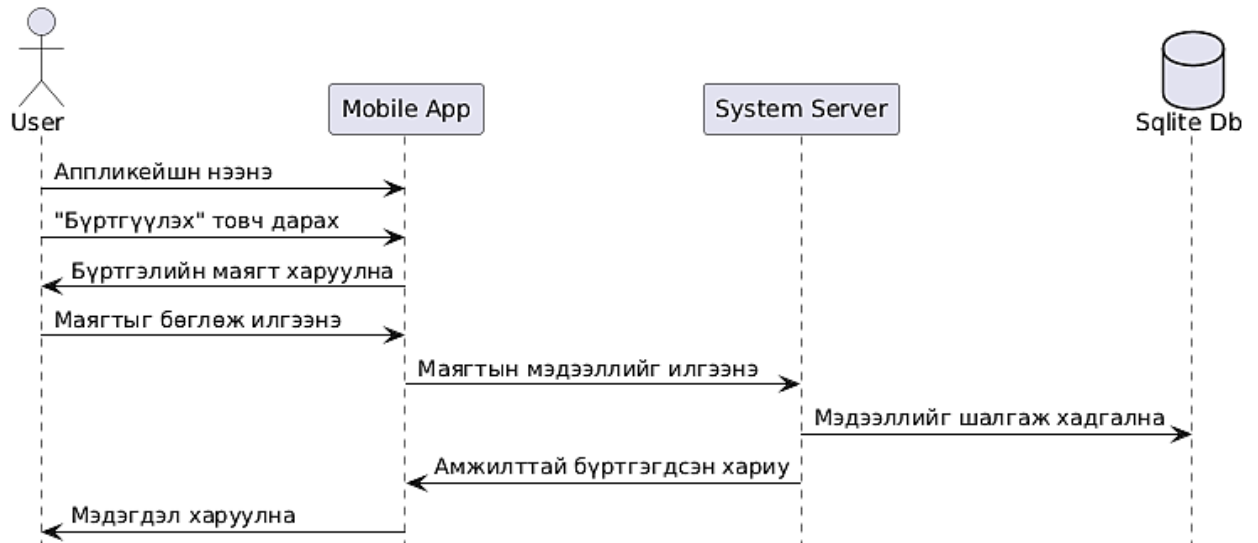 User
Mobile App
System Server
Sqlite Db
Аппликейшн нээнэ
"Бүртгүүлэх" товч дарах
Бүртгэлийн маягт харуулна
Маягтыг бөглөж илгээнэ
Маягтын мэдээллийг илгээнэ
Мэдээллийг шалгаж хадгална
Амжилттай бүртгэгдсэн хариу
Мэдэгдэл харуулна